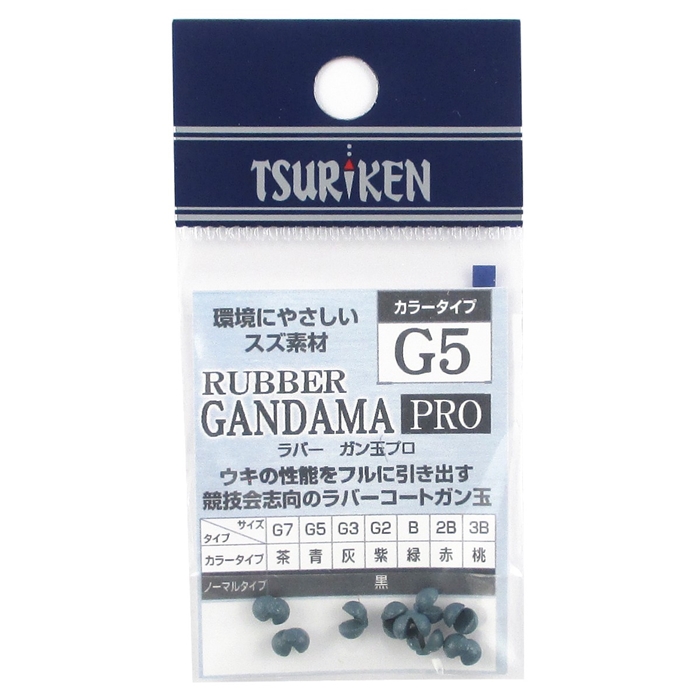 TSURIKEN
環境にやさしい
スズ素材
カラータイプ
G5
RUBBER
GANDAMA PRO
ラバー ガン玉プロ
ウキの性能をフルに引き出す
競技会志向のラバーコートガン玉
サイズ
タイプ G7 G5 G3 G2 B 2B 3B
カラータイプ 茶 青 灰 紫 緑 赤 桃
ノーマルタイプ 黒